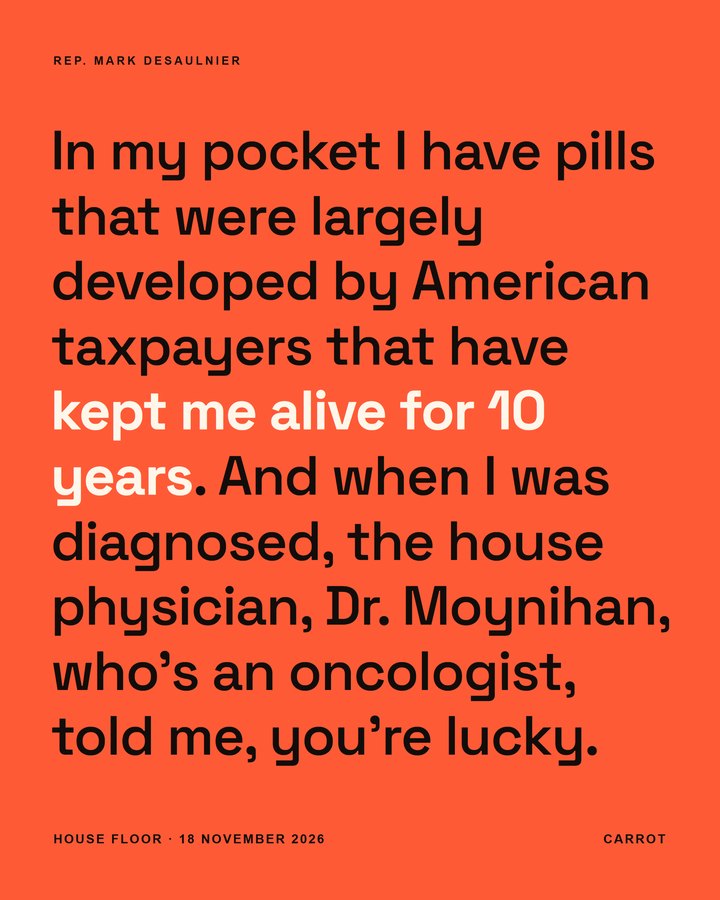 REP. MARK DESAULNIER
In my pocket I have pills
that were largely
developed by American
taxpayers that have
kept me alive for 10
years. And when I was
diagnosed, the house
physician, Dr. Moynihan,
who’s an oncologist,
told me, you’re lucky.
HOUSE FLOOR · 18 NOVEMBER 2026
CARROT